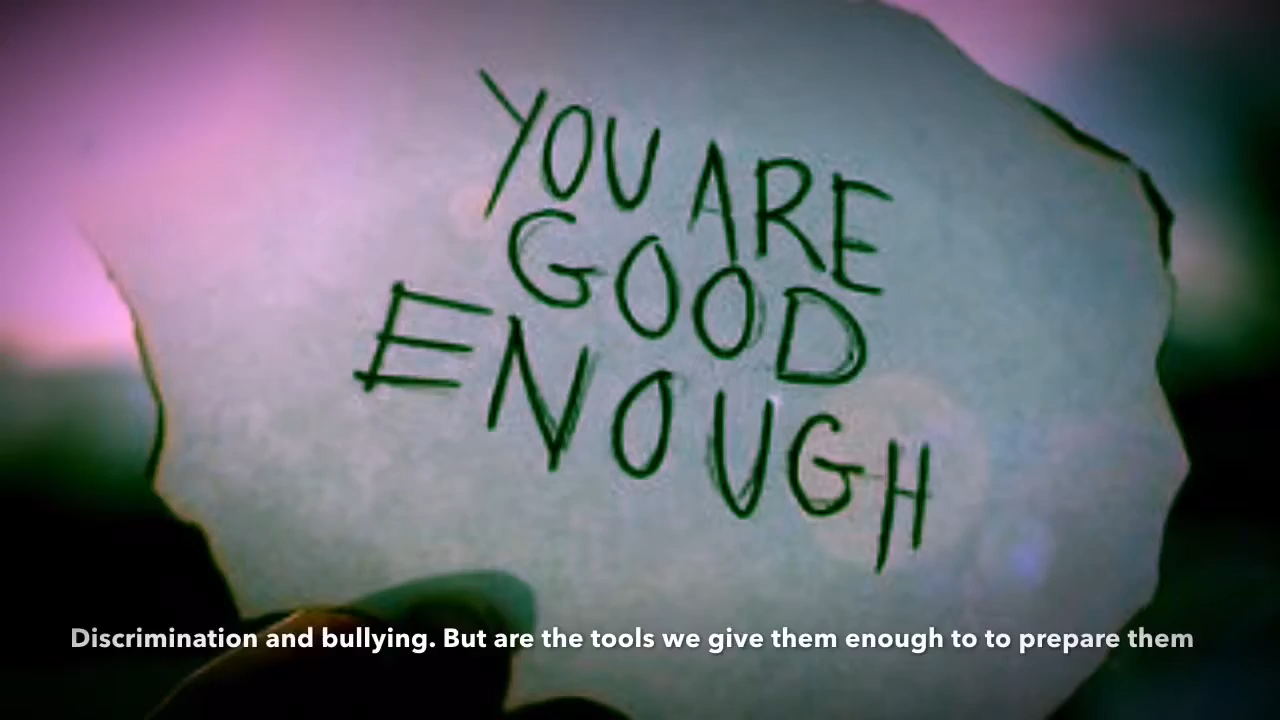 YOU ARE
GOOD
ENOUGH
Discrimination and bullying. But are the tools we give them enough to to prepare them